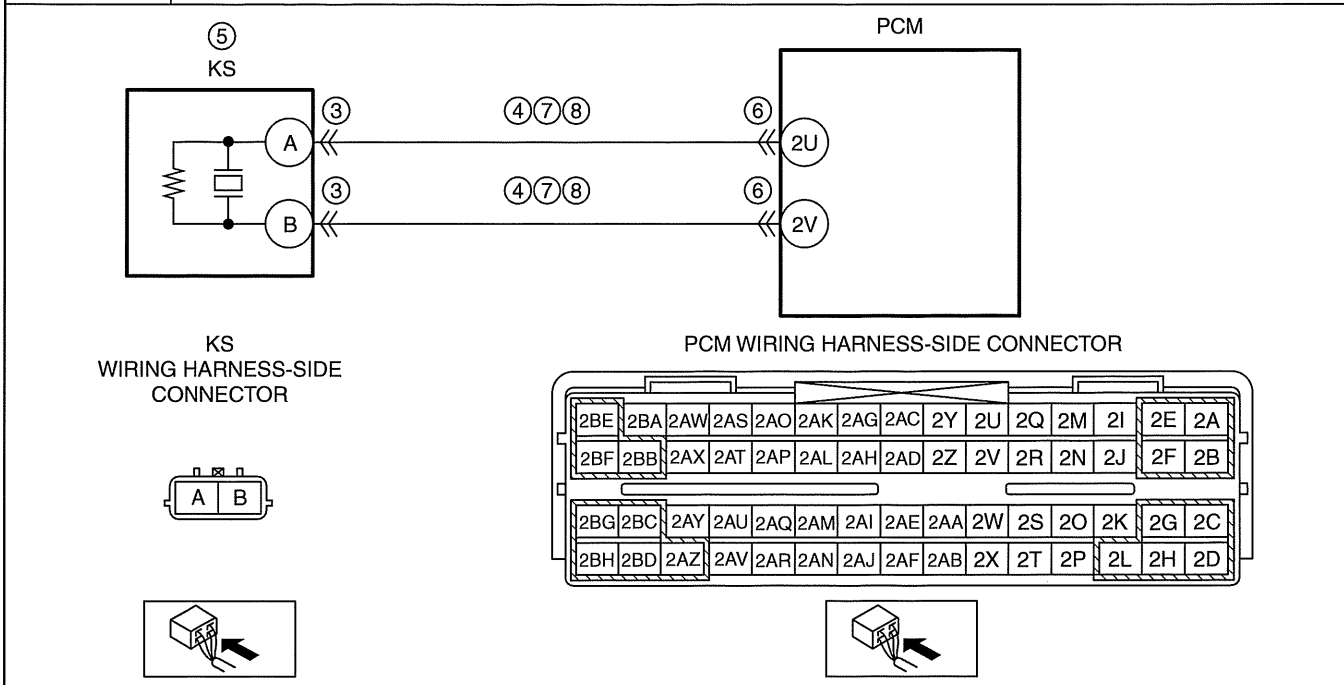 ⑤
KS
PCM
③ ④⑦⑧ ⑥
A 2U
③ ④⑦⑧ ⑥
B 2V
KS
WIRING HARNESS-SIDE
CONNECTOR
A B
PCM WIRING HARNESS-SIDE CONNECTOR
2BE 2BA 2AW 2AS 2AO 2AK 2AG 2AC 2Y 2U 2Q 2M 2I 2E 2A
2BF 2BB 2AX 2AT 2AP 2AL 2AH 2AD 2Z 2V 2R 2N 2J 2F 2B
2BG 2BC 2AY 2AU 2AQ 2AM 2AI 2AE 2AA 2W 2S 2O 2K 2G 2C
2BH 2BD 2AZ 2AV 2AR 2AN 2AJ 2AF 2AB 2X 2T 2P 2L 2H 2D